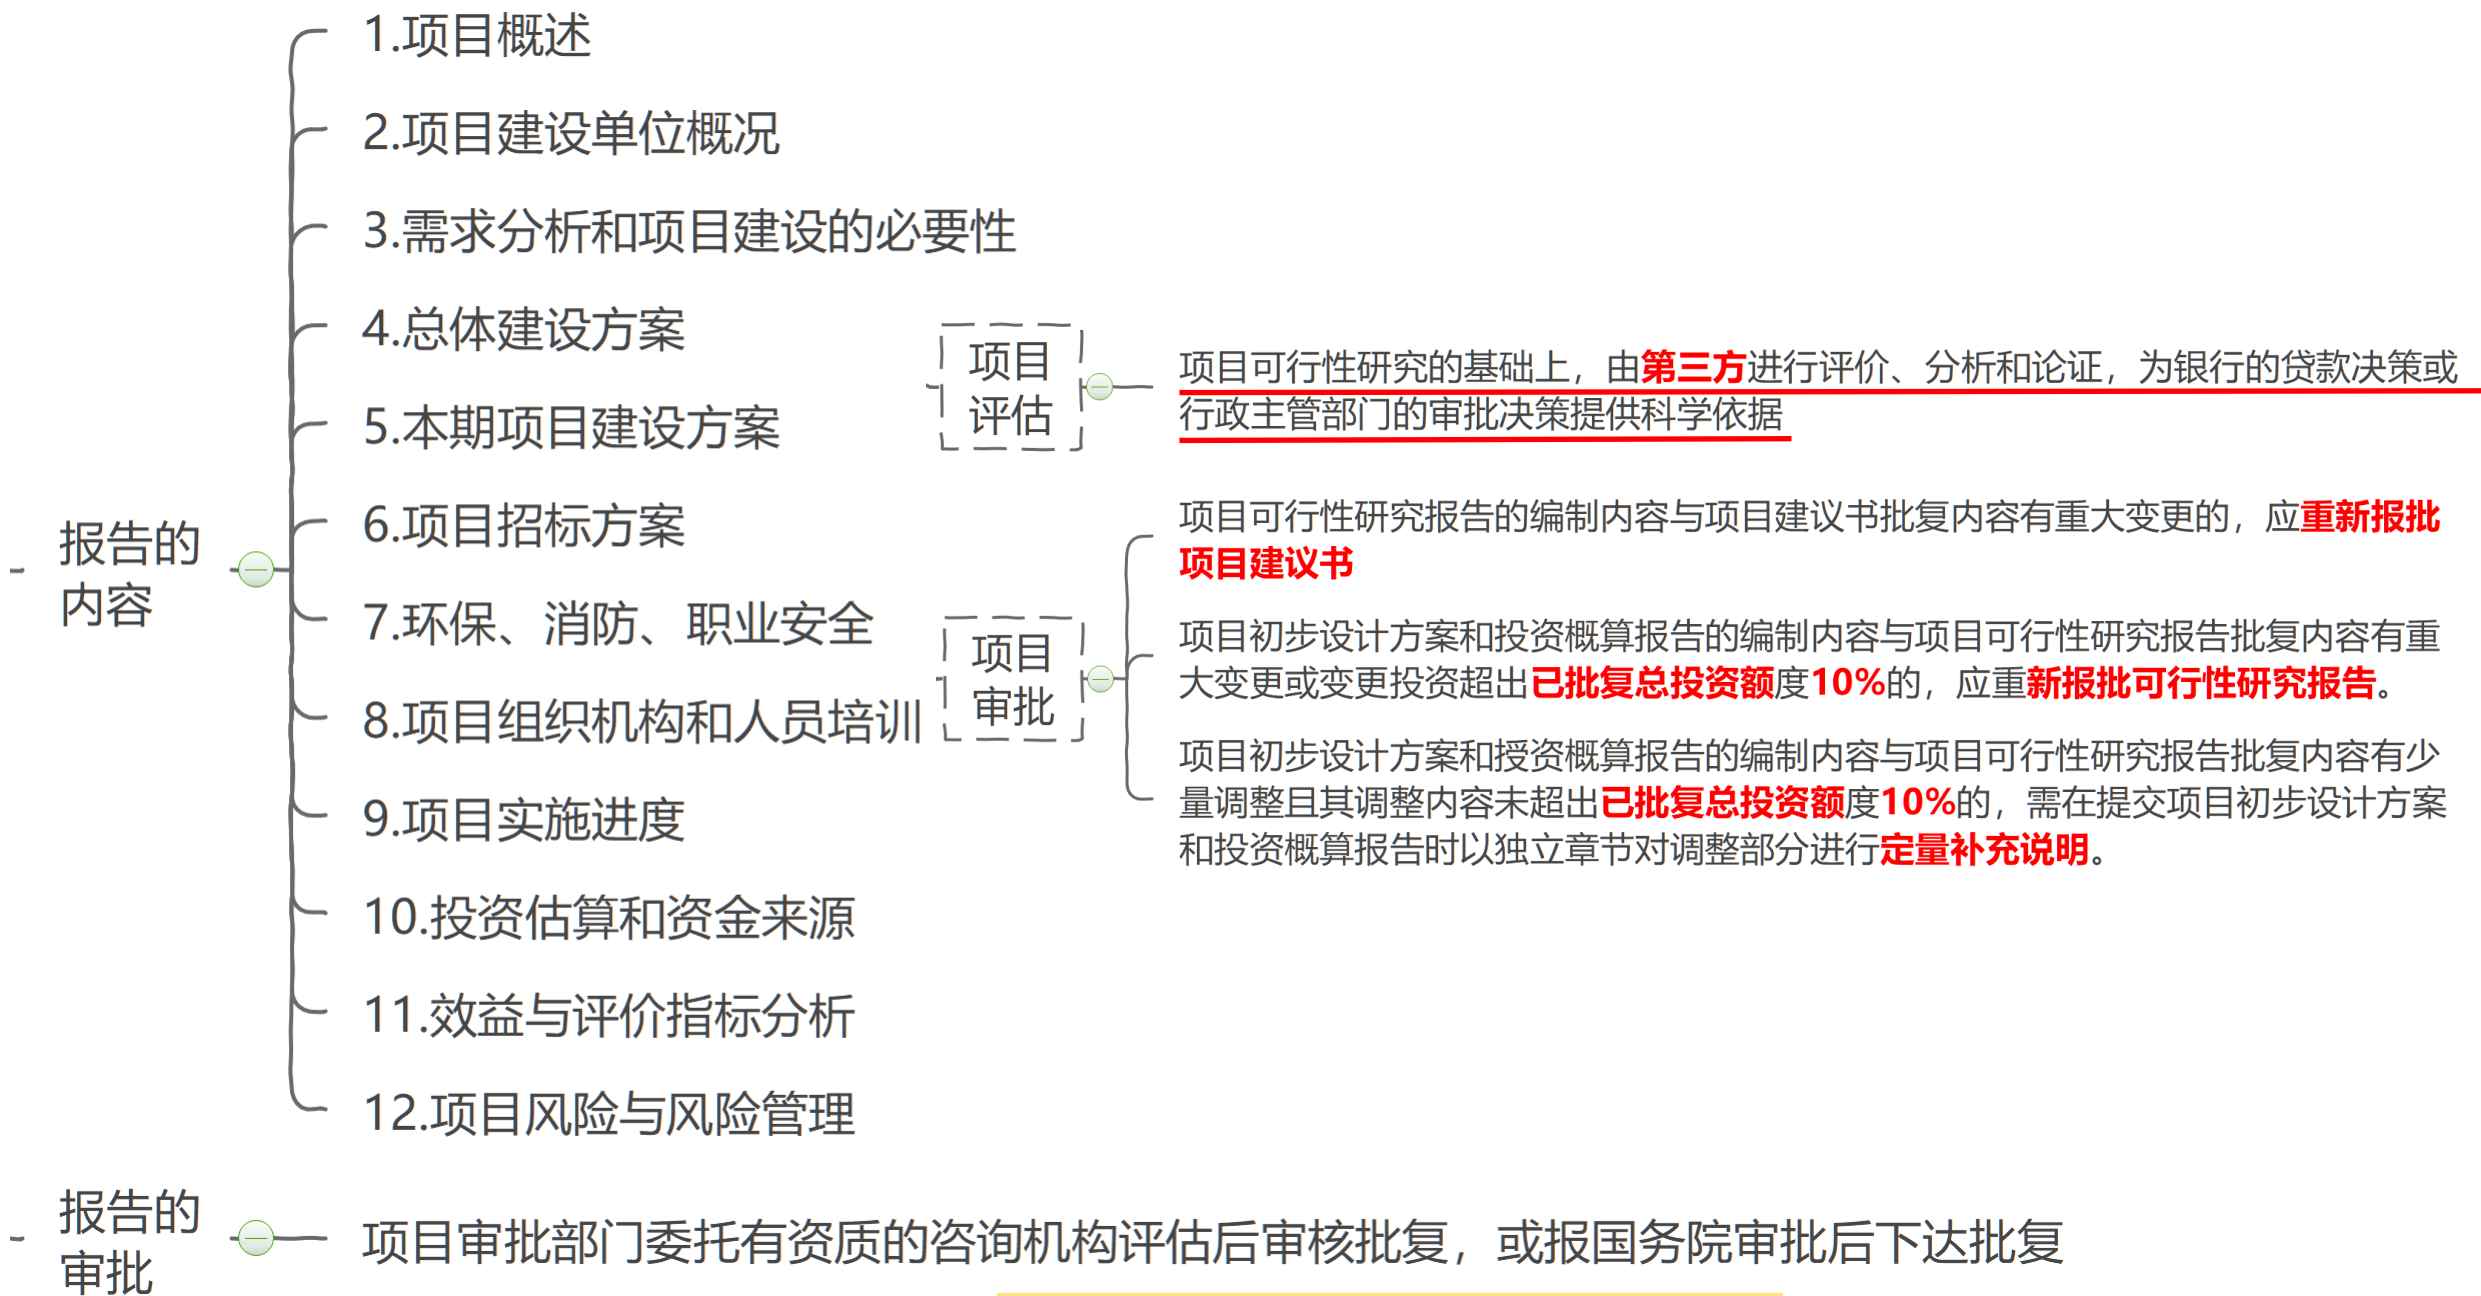 报告的
内容
1.项目概述
2.项目建设单位概况
3.需求分析和项目建设的必要性
4.总体建设方案
5.本期项目建设方案
6.项目招标方案
7.环保、消防、职业安全
8.项目组织机构和人员培训
9.项目实施进度
10.投资估算和资金来源
11.效益与评价指标分析
12.项目风险与风险管理
项目
评估
项目可行性研究的基础上，由第三方进行评价、分析和论证，为银行的贷款决策或
行政主管部门的审批决策提供科学依据
项目
审批
项目可行性研究报告的编制内容与项目建议书批复内容有重大变更的，应重新报批
项目建议书
项目初步设计方案和投资概算报告的编制内容与项目可行性研究报告批复内容有重
大变更或变更投资超出已批复总投资额度10%的，应重新报批可行性研究报告。
项目初步设计方案和授资概算报告的编制内容与项目可行性研究报告批复内容有少
量调整且其调整内容未超出已批复总投资额度10%的，需在提交项目初步设计方案
和投资概算报告时以独立章节对调整部分进行定量补充说明。
报告的
审批
项目审批部门委托有资质的咨询机构评估后审核批复，或报国务院审批后下达批复